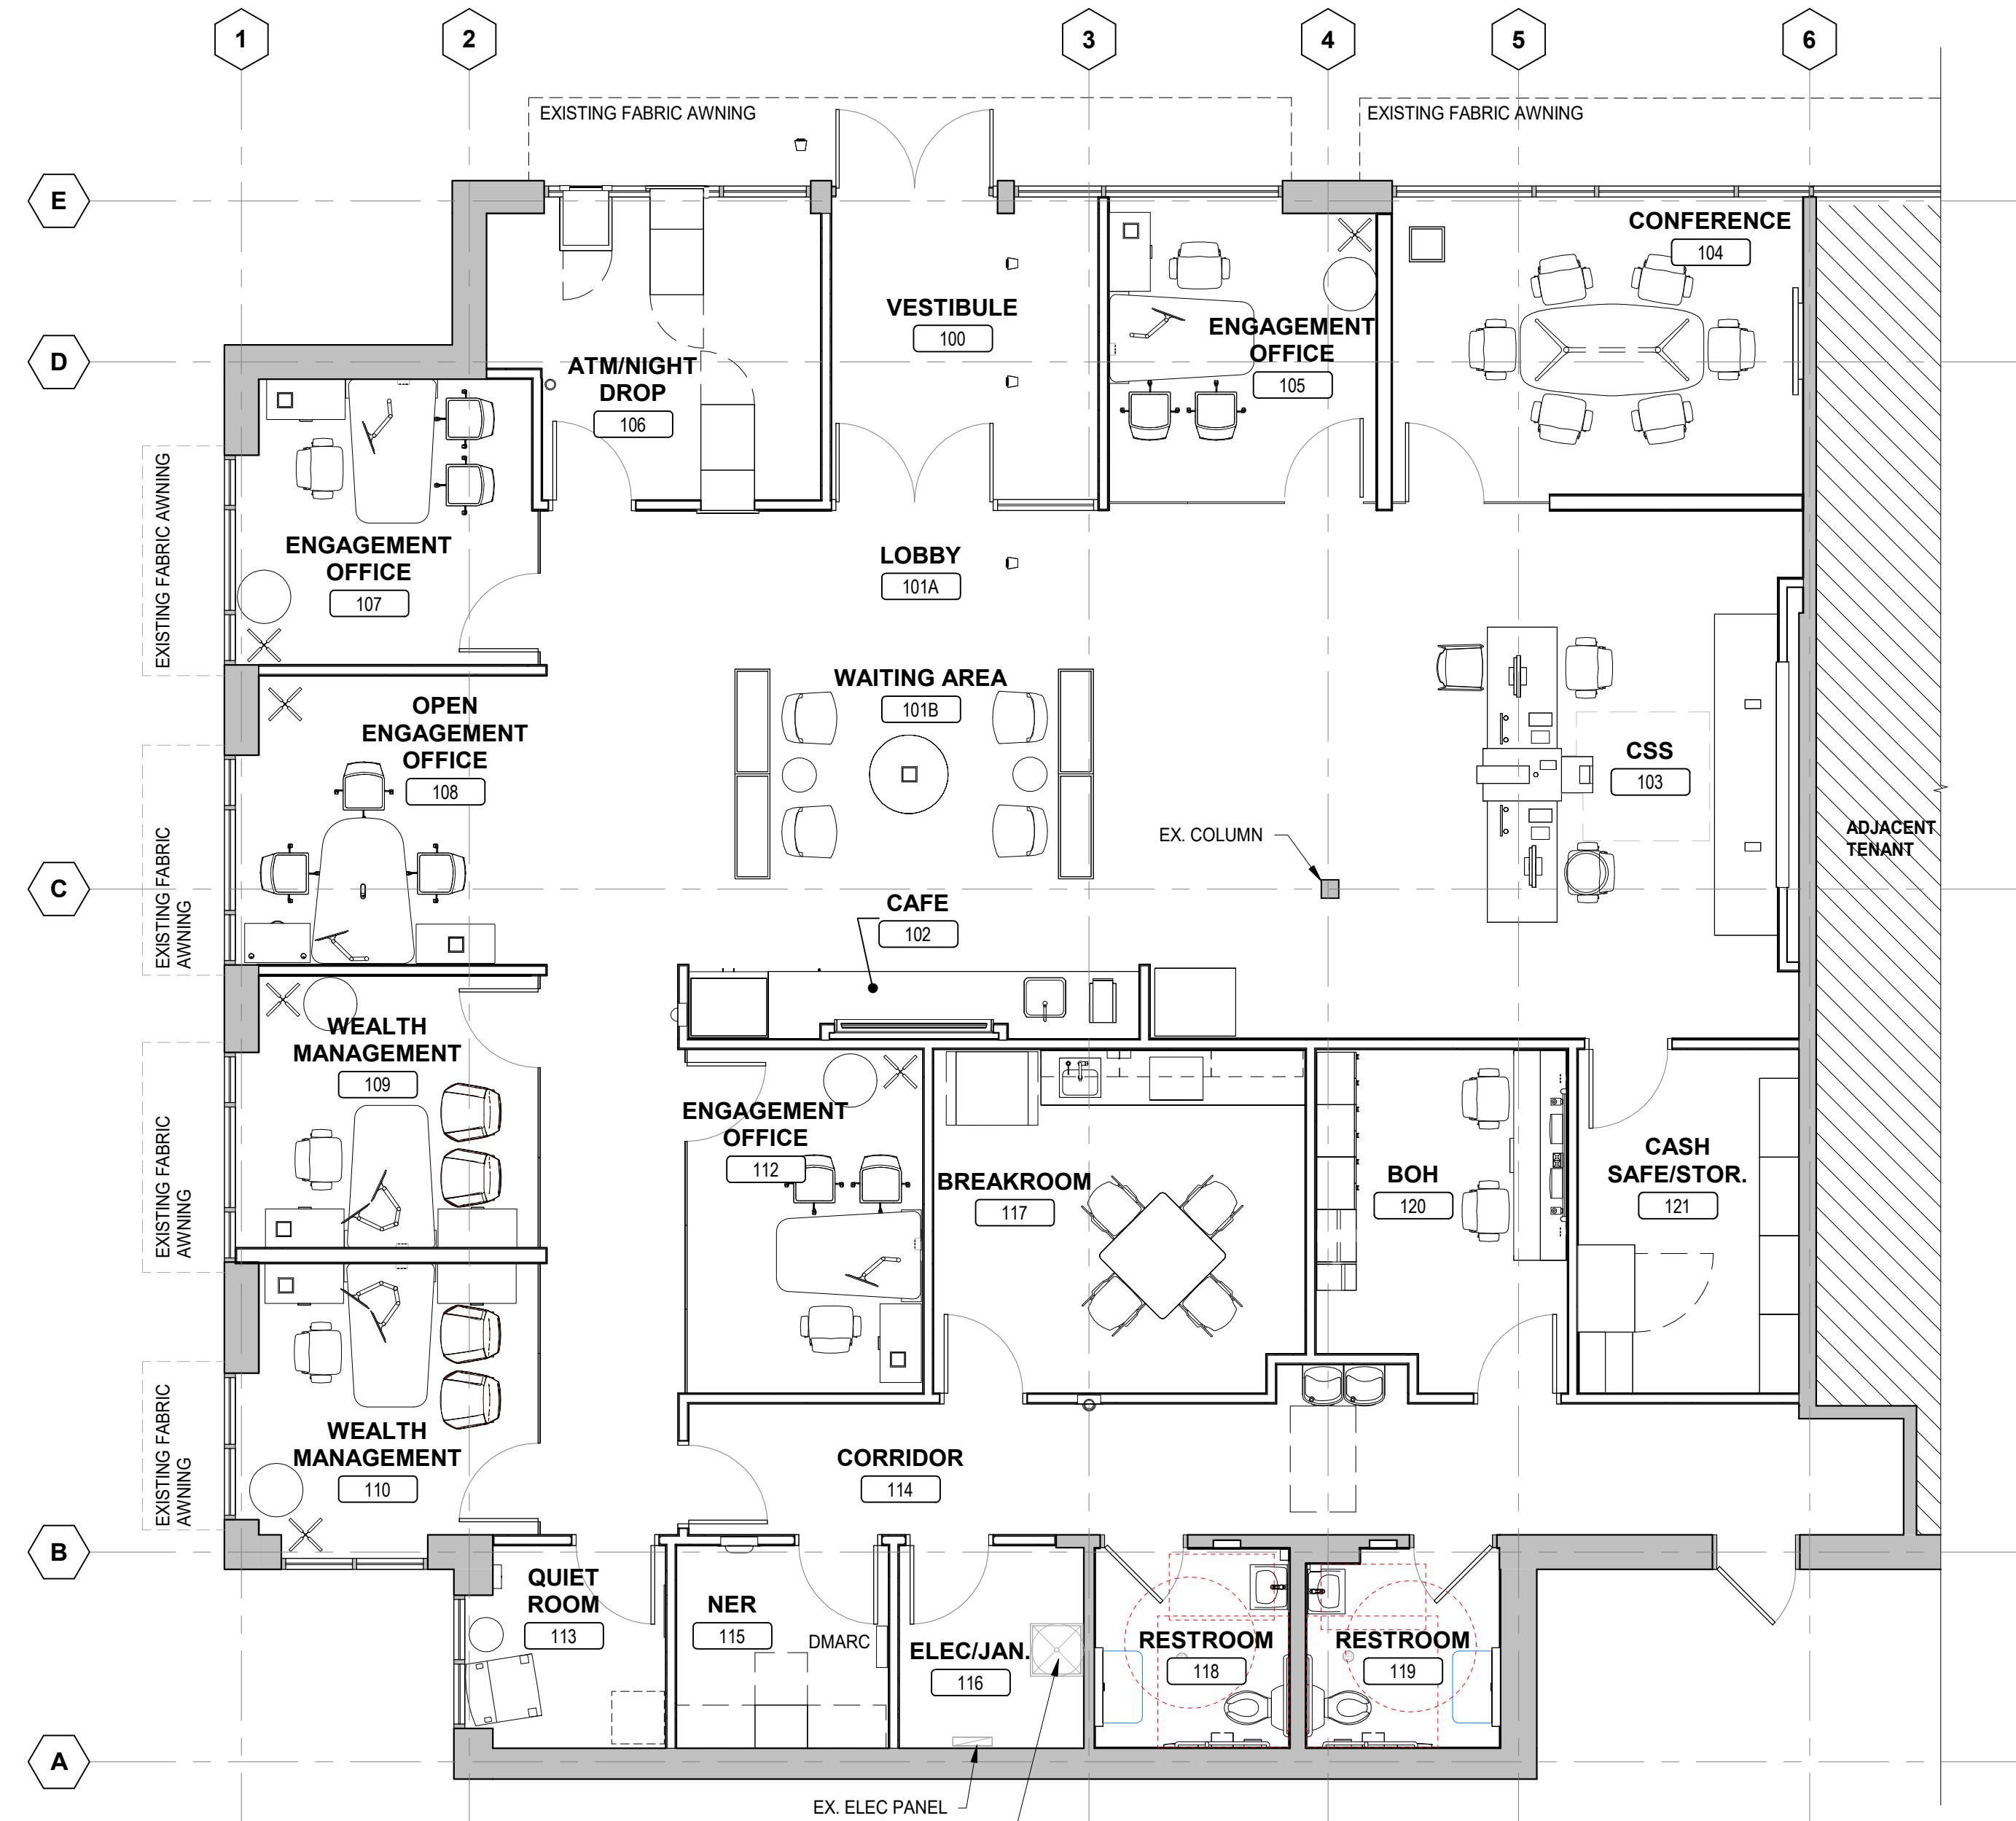 1
2
3
4
5
6
EXISTING FABRIC AWNING
EXISTING FABRIC AWNING
E
CONFERENCE
104
VESTIBULE
100
ENGAGEMENT
OFFICE
105
D
ATM/NIGHT
DROP
106
EXISTING FABRIC AWNING
ENGAGEMENT
OFFICE
107
LOBBY
101A
WAITING AREA
101B
OPEN
ENGAGEMENT
OFFICE
108
CSS
103
EX. COLUMN
ADJACENT
TENANT
EXISTING FABRIC
AWNING
C
CAFE
102
WEALTH
MANAGEMENT
109
EXISTING FABRIC
AWNING
ENGAGEMENT
OFFICE
112
BREAKROOM
117
BOH
120
CASH
SAFE/STOR.
121
EXISTING FABRIC
AWNING
WEALTH
MANAGEMENT
110
CORRIDOR
114
B
QUIET
ROOM
113
NER
115
DMARC
ELEC/JAN.
116
RESTROOM
118
RESTROOM
119
A
EX. ELEC PANEL